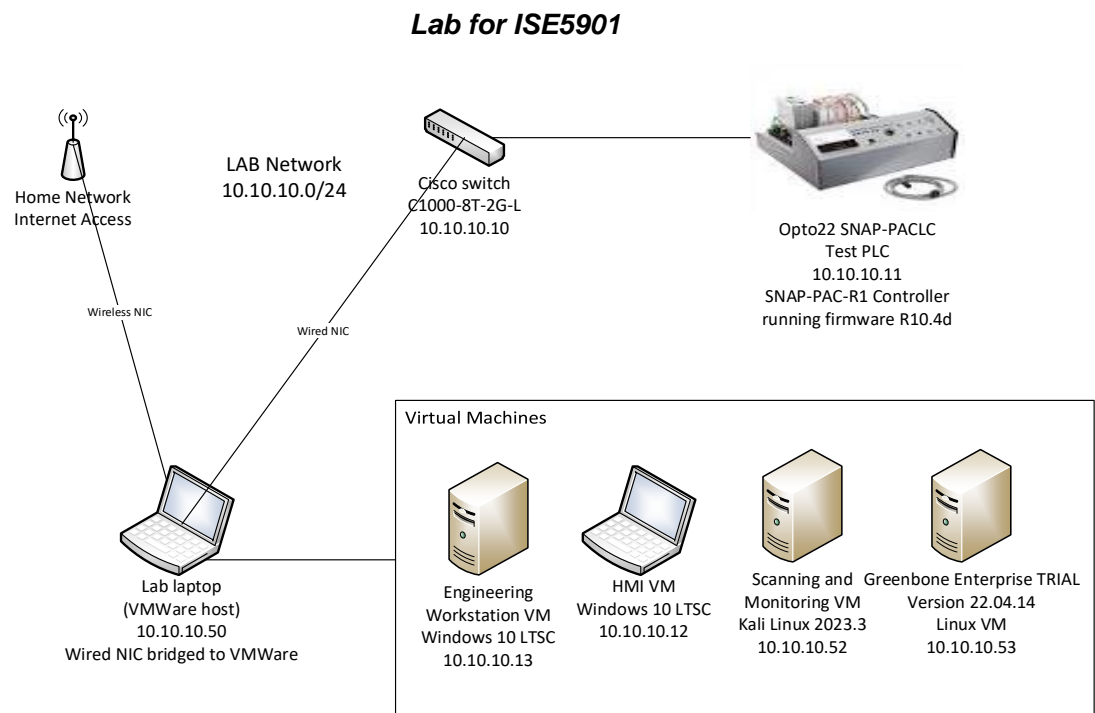 Lab for ISE5901
Home Network
Internet Access
LAB Network
10.10.10.0/24
Cisco switch
C1000-8T-2G-L
10.10.10.10
Opto22 SNAP-PACLC
Test PLC
10.10.10.11
SNAP-PAC-R1 Controller
running firmware R10.4d
Wireless NIC
Wired NIC
Lab laptop
(VMWare host)
10.10.10.50
Wired NIC bridged to VMWare
Virtual Machines
Engineering
Workstation VM
Windows 10 LTSC
10.10.10.13
HMI VM
Windows 10 LTSC
10.10.10.12
Scanning and
Monitoring VM
Kali Linux 2023.3
10.10.10.52
Greenbone Enterprise TRIAL
Version 22.04.14
Linux VM
10.10.10.53